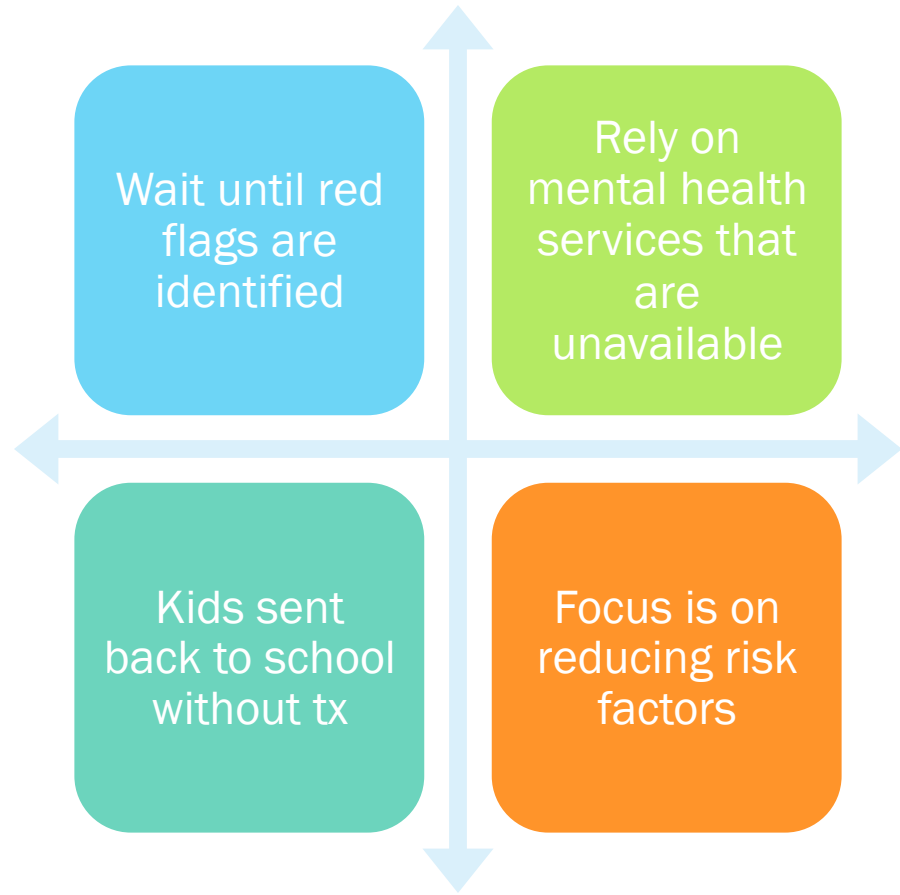 Wait until red
flags are
identified
Rely on
mental health
services that
are
unavailable
Kids sent
back to school
without tx
Focus is on
reducing risk
factors